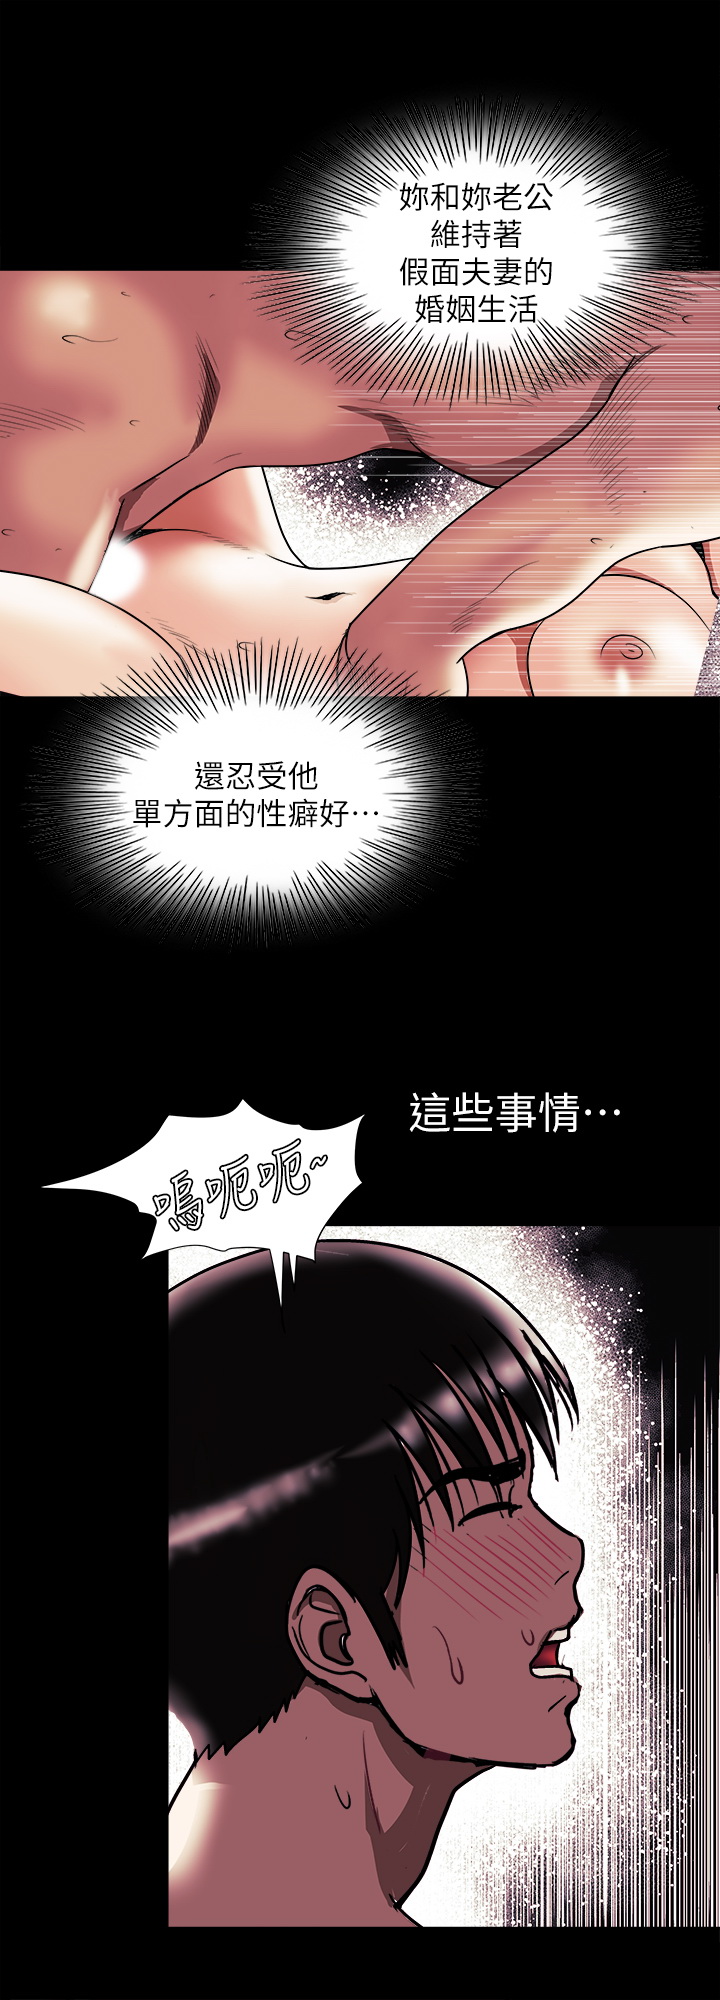 妳和妳老公
維持著
假面夫妻的
婚姻生活
還忍受他
單方面的性癖好…
這些事情…
嗚呃呃~